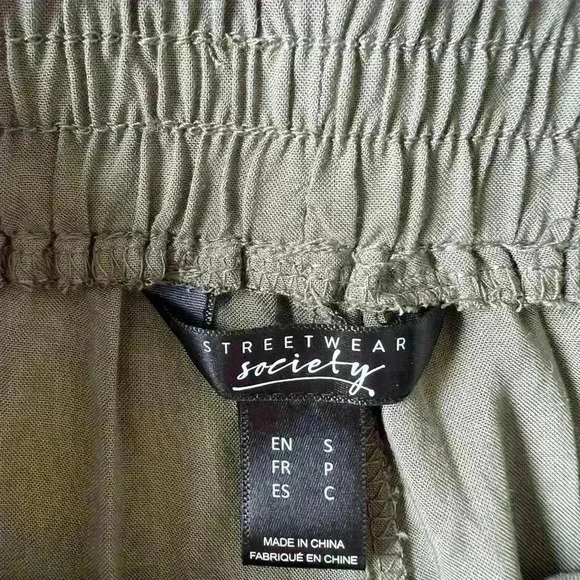 STREETWEAR
society
EN S
FR P
ES C
MADE IN CHINA
FABRIQUÉ EN CHINE